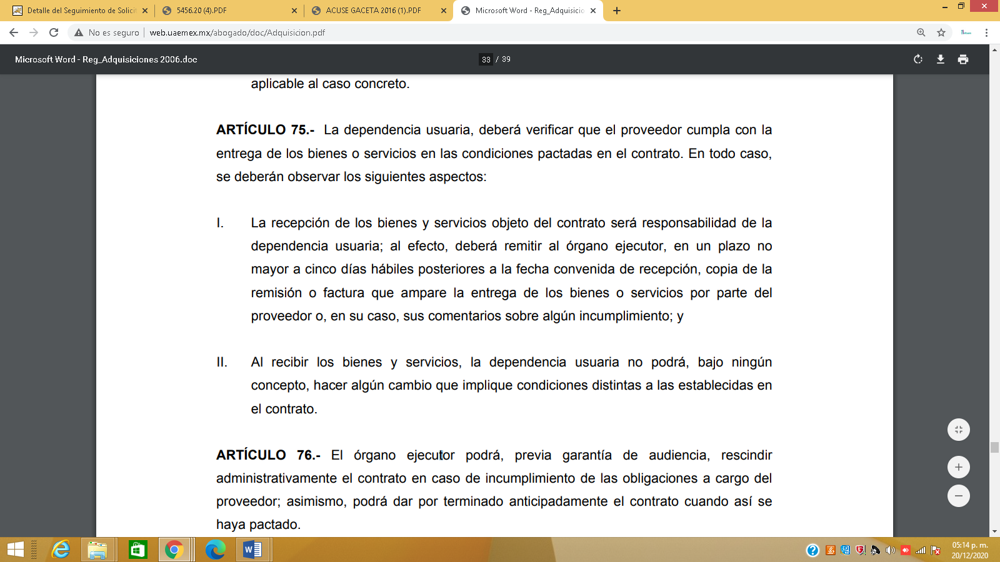 Detalle del Seguimiento de Solicit
5456.20 (4).PDF
ACUSE GACETA 2016 (1).PDF
Microsoft Word - Reg_Adquisicio
No es seguro
web.uaemex.mx/abogado/doc/Adquisicion.pdf
Microsoft Word - Reg_Adquisiciones 2006.doc
33 / 39
aplicable al caso concreto.
ARTÍCULO 75.- La dependencia usuaria, deberá verificar que el proveedor cumpla con la
entrega de los bienes o servicios en las condiciones pactadas en el contrato. En todo caso,
se deberán observar los siguientes aspectos:
I. La recepción de los bienes y servicios objeto del contrato será responsabilidad de la
dependencia usuaria; al efecto, deberá remitir al órgano ejecutor, en un plazo no
mayor a cinco días hábiles posteriores a la fecha convenida de recepción, copia de la
remisión o factura que ampare la entrega de los bienes o servicios por parte del
proveedor o, en su caso, sus comentarios sobre algún incumplimiento; y
II. Al recibir los bienes y servicios, la dependencia usuaria no podrá, bajo ningún
concepto, hacer algún cambio que implique condiciones distintas a las establecidas en
el contrato.
ARTÍCULO 76.- El órgano ejecutor podrá, previa garantía de audiencia, rescindir
administrativamente el contrato en caso de incumplimiento de las obligaciones a cargo del
proveedor; asimismo, podrá dar por terminado anticipadamente el contrato cuando así se
haya pactado.
05:14 p. m.
20/12/2020